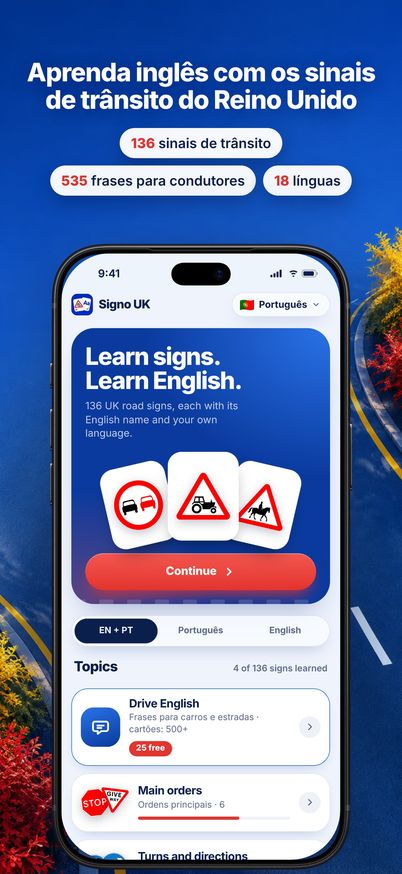 Aprenda inglês com os sinais
de trânsito do Reino Unido
136 sinais de trânsito
535 frases para condutores
18 línguas
9:41
Signo UK
Português
Learn signs.
Learn English.
136 UK road signs, each with its
English name and your own
language.
Continue
EN + PT
Português
English
Topics
4 of 136 signs learned
Drive English
Frases para carros e estradas ·
cartões: 500+
25 free
STOP
GIVE
WAY
Main orders
Ordens principais · 6
Turns and directions